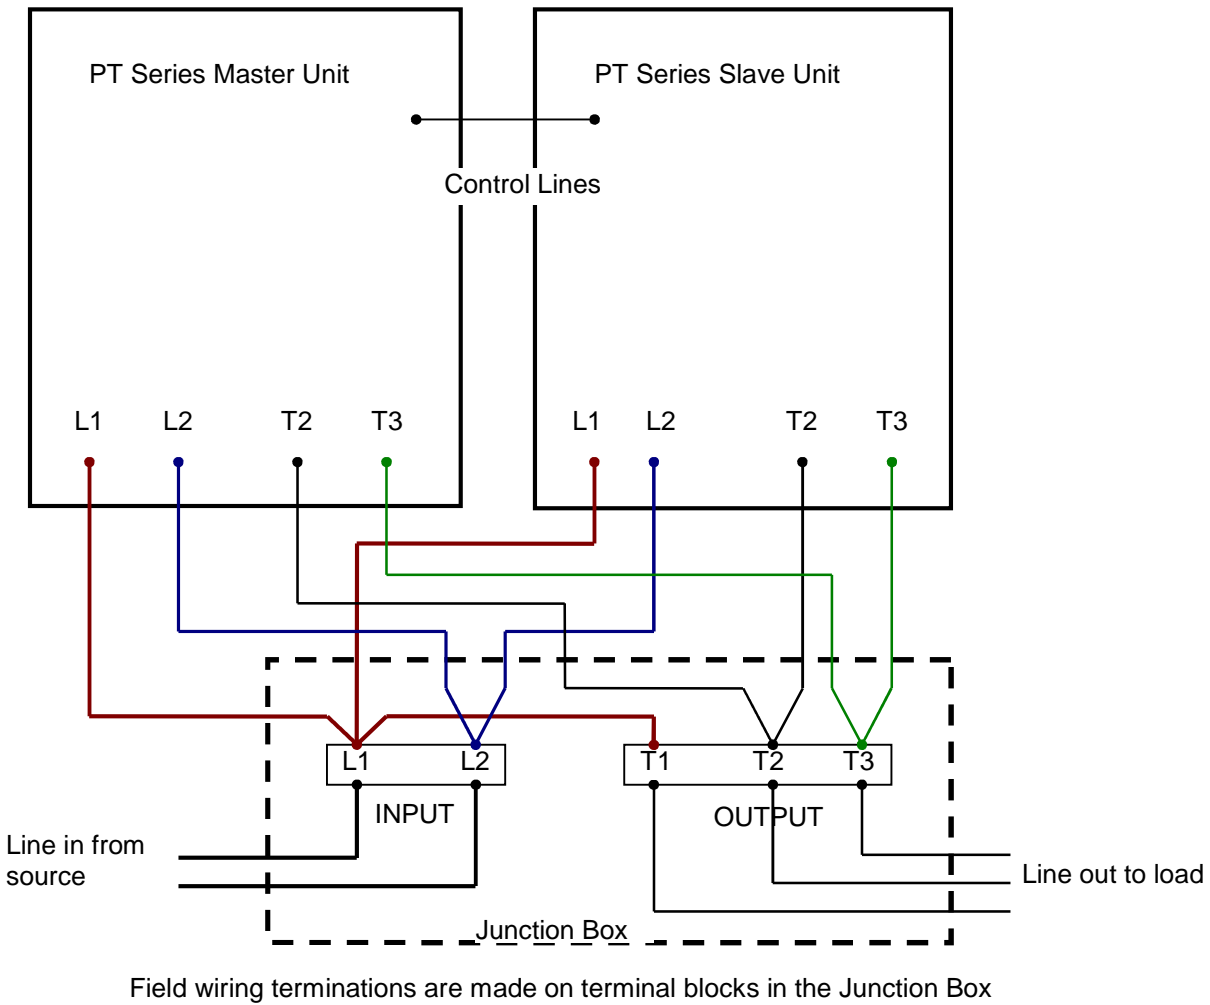 PT Series Master Unit
PT Series Slave Unit
Control Lines
L1 L2 T2 T3
L1 L2 T2 T3
L1 L2
T1 T2 T3
INPUT
OUTPUT
Line in from
source
Line out to load
Junction Box
Field wiring terminations are made on terminal blocks in the Junction Box